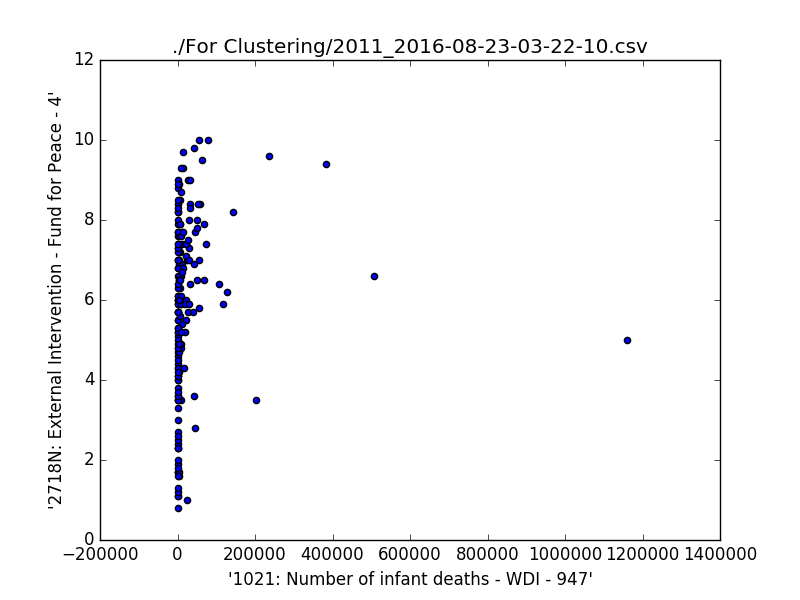 ./For Clustering/2011_2016-08-23-03-22-10.csv
12
10
8
6
4
2
0
'2718N: External Intervention - Fund for Peace - 4'
−200000 0 200000 400000 600000 800000 1000000 1200000 1400000
'1021: Number of infant deaths - WDI - 947'